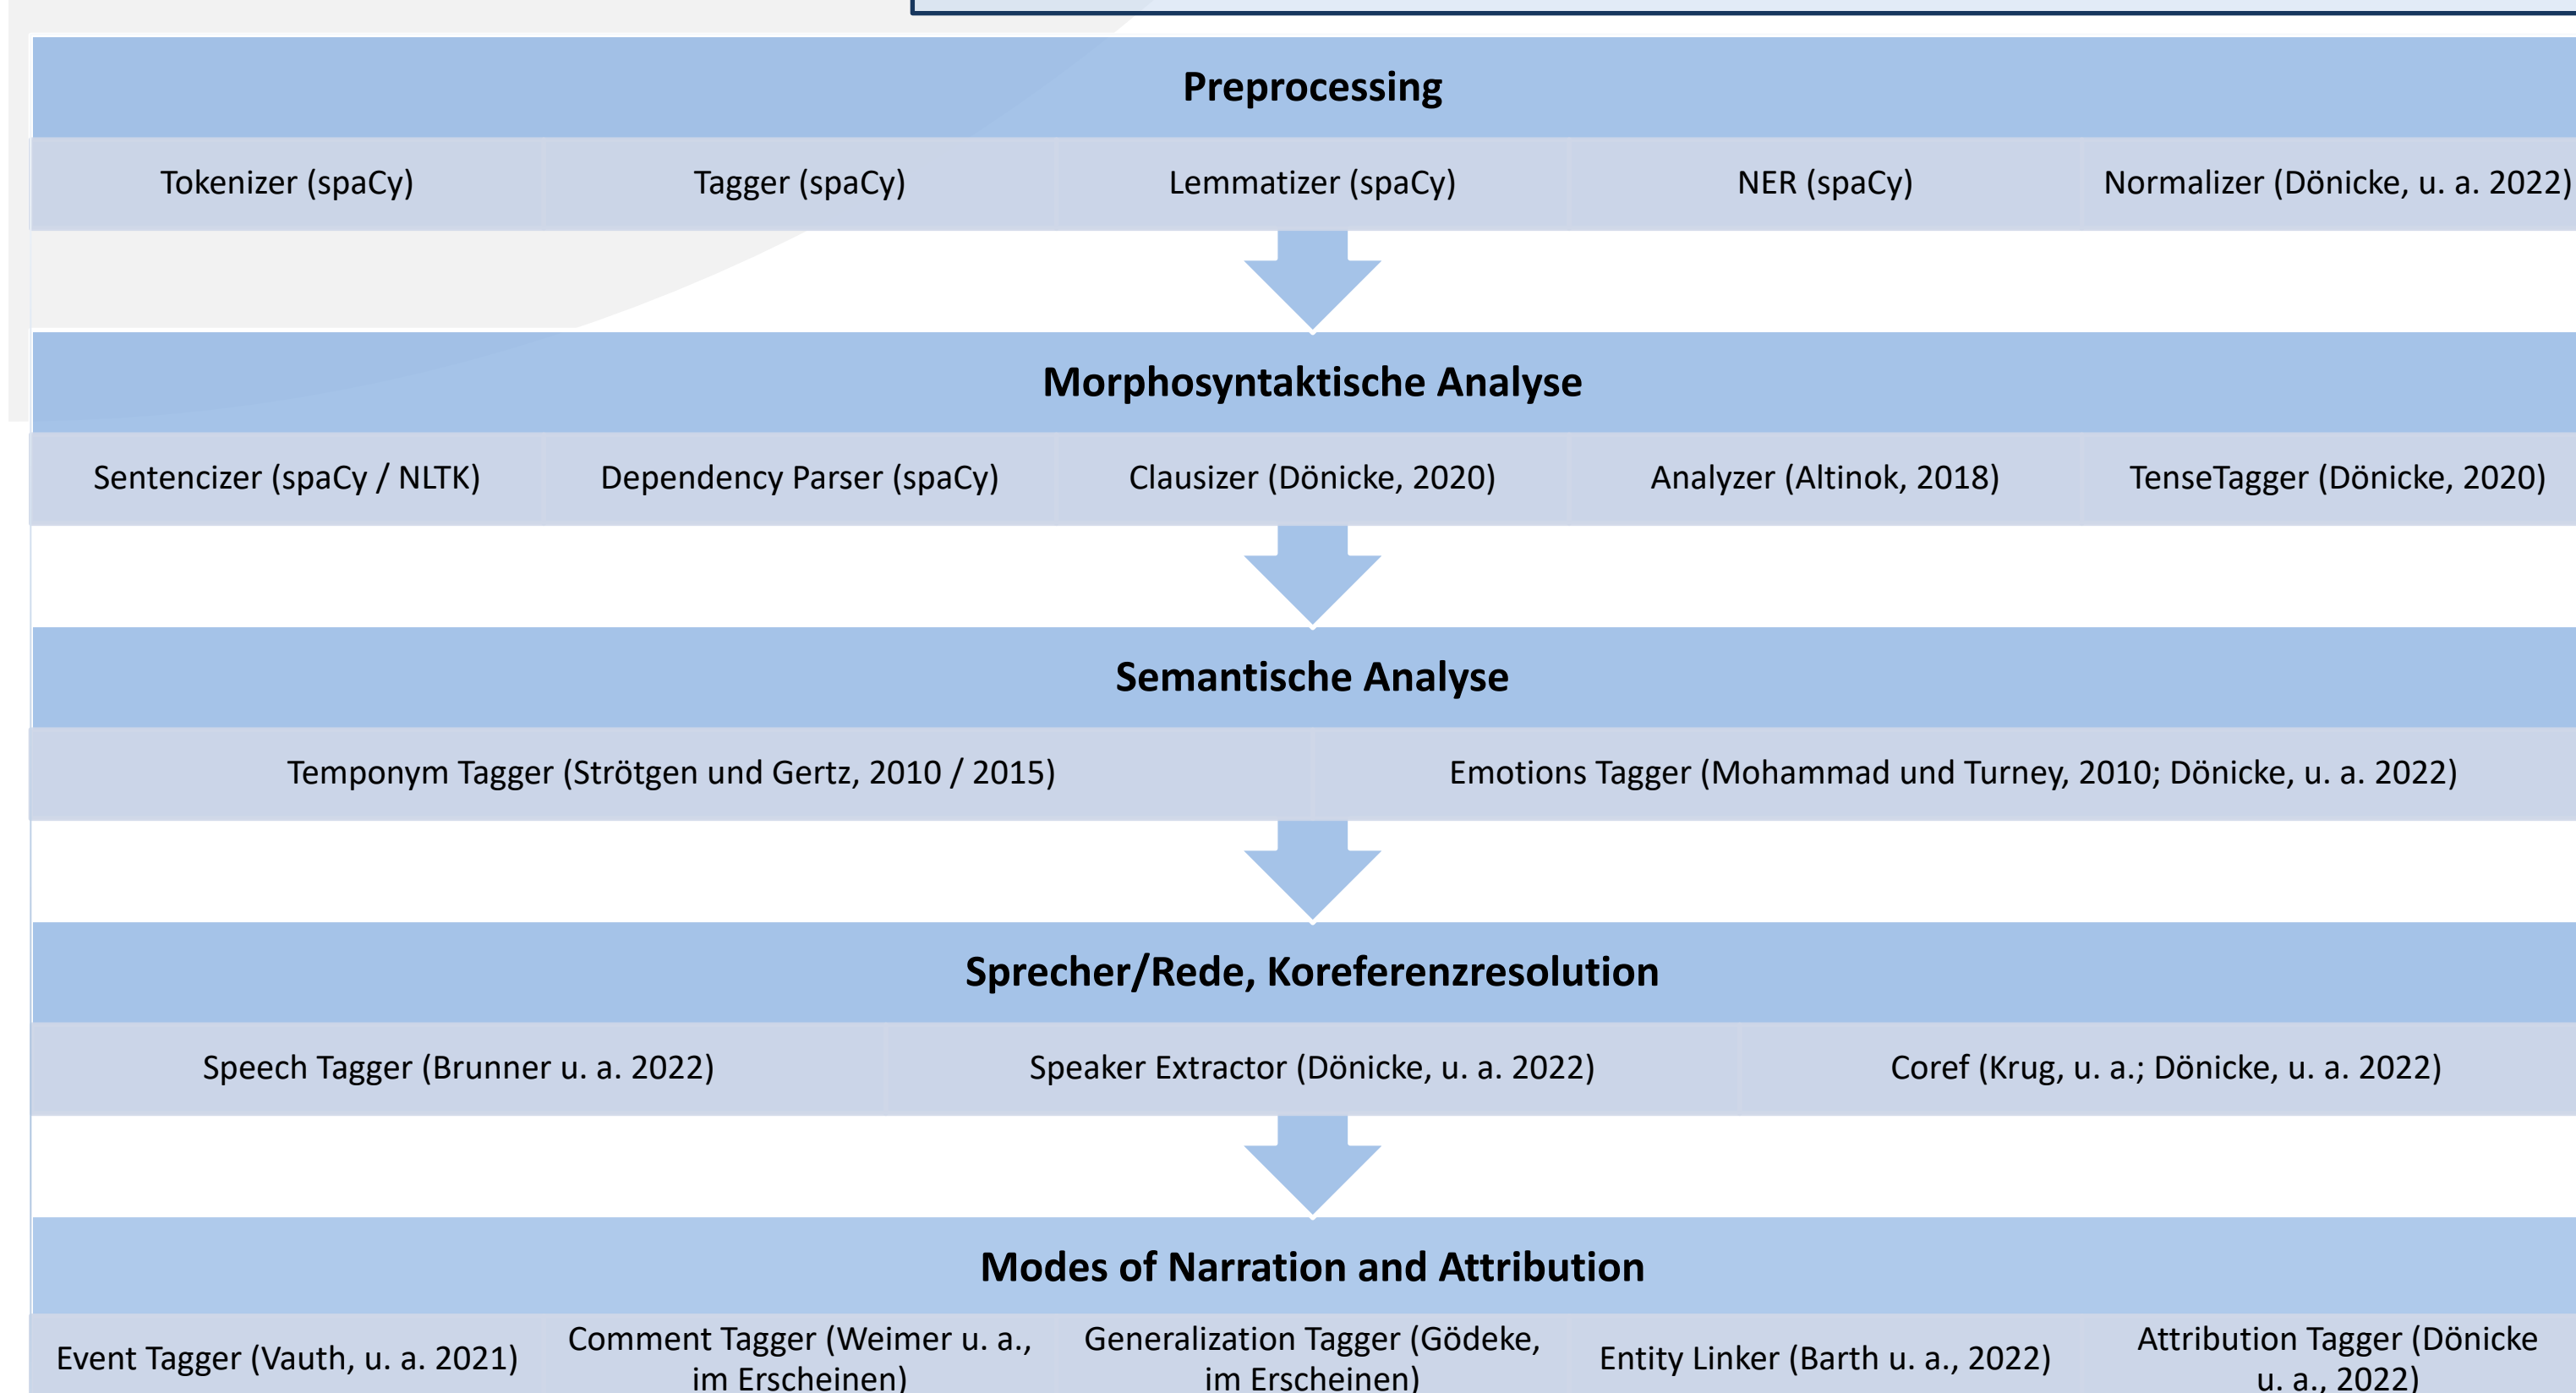 Preprocessing
Tokenizer (spaCy)
Tagger (spaCy)
Lemmatizer (spaCy)
NER (spaCy)
Normalizer (Dönicke, u. a. 2022)
Morphosyntaktische Analyse
Sentencizer (spaCy / NLTK)
Dependency Parser (spaCy)
Clausizer (Dönicke, 2020)
Analyzer (Altinok, 2018)
TenseTagger (Dönicke, 2020)
Semantische Analyse
Temponym Tagger (Strötgen und Gertz, 2010 / 2015)
Emotions Tagger (Mohammad und Turney, 2010; Dönicke, u. a. 2022)
Sprecher/Rede, Koreferenzresolution
Speech Tagger (Brunner u. a. 2022)
Speaker Extractor (Dönicke, u. a. 2022)
Coref (Krug, u. a.; Dönicke, u. a. 2022)
Modes of Narration and Attribution
Event Tagger (Vauth, u. a. 2021)
Comment Tagger (Weimer u. a.,
im Erscheinen)
Generalization Tagger (Gödeke,
im Erscheinen)
Entity Linker (Barth u. a., 2022)
Attribution Tagger (Dönicke
u. a., 2022)